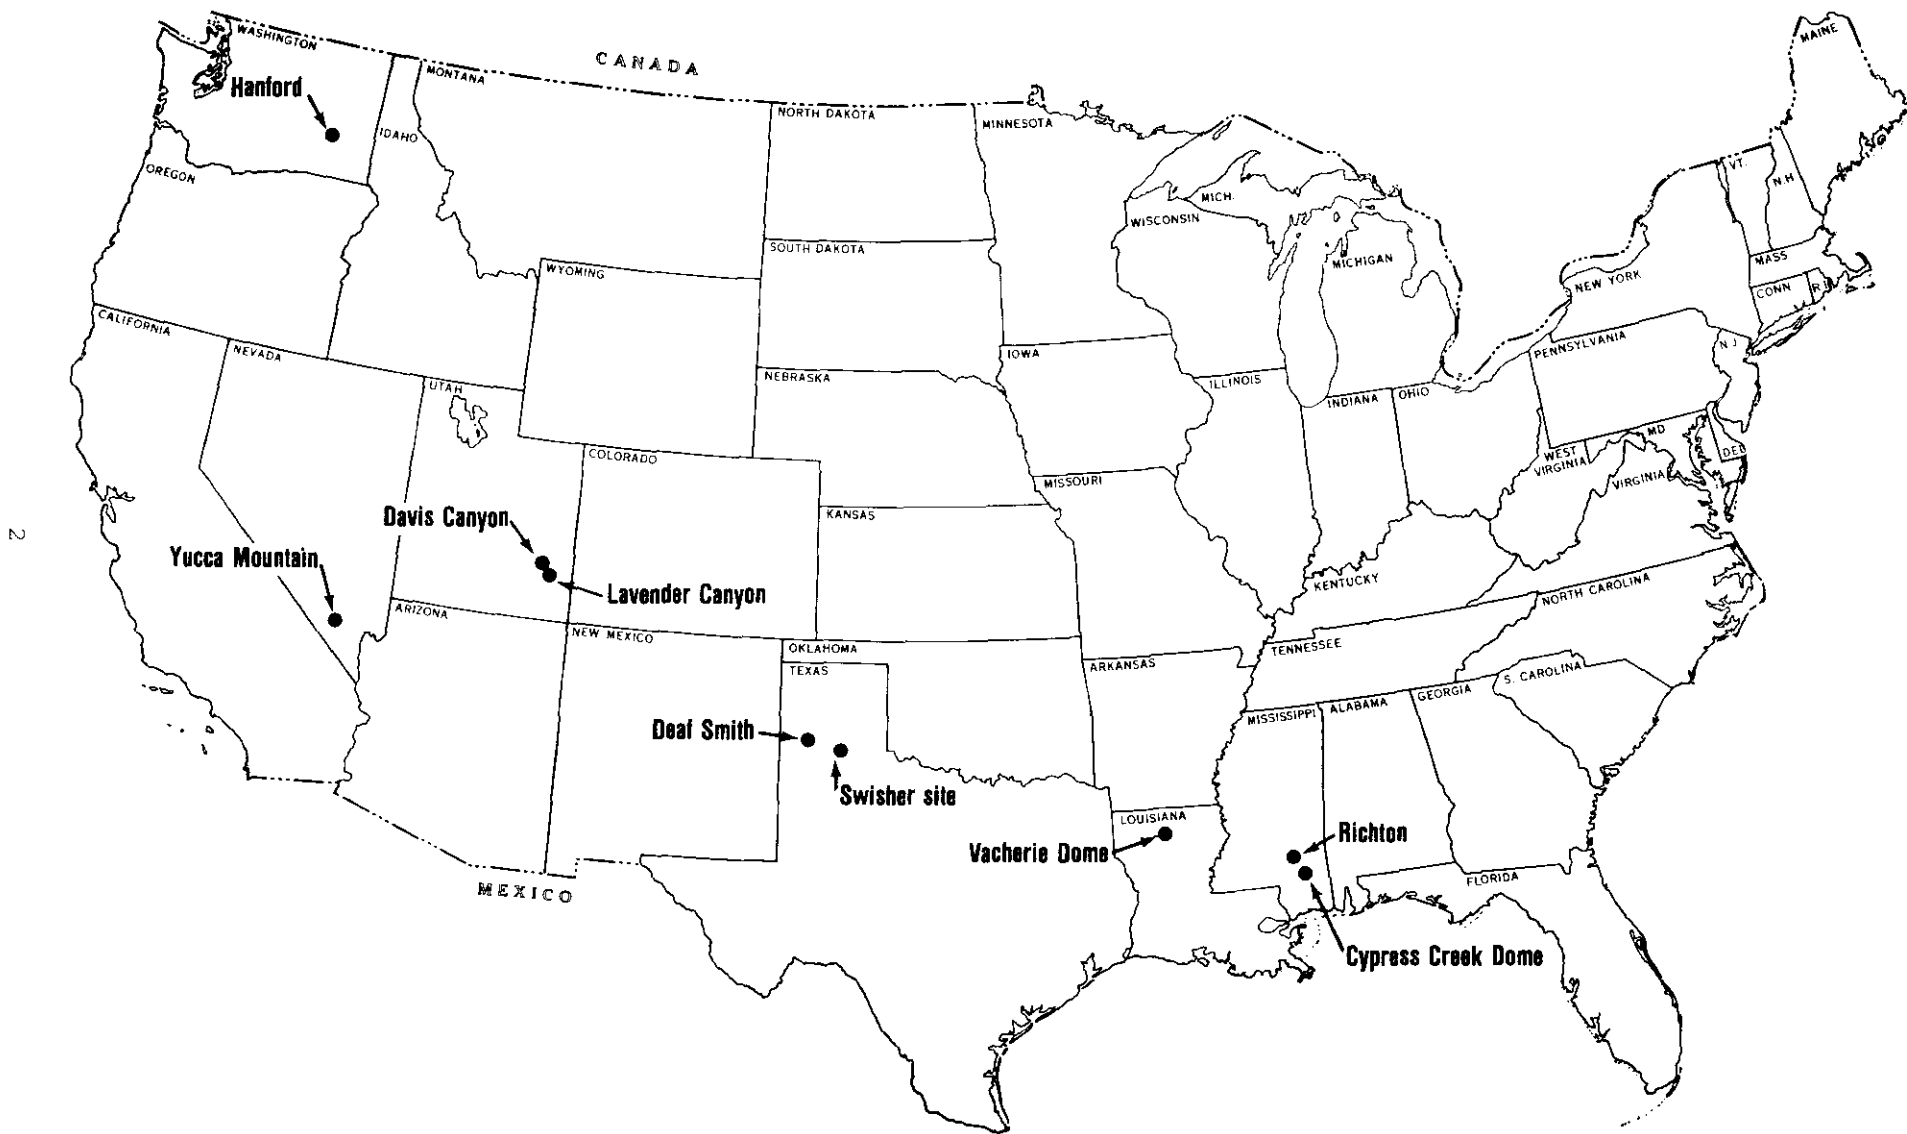 CANADA
WASHINGTON
MONTANA
Hanford
IDAHO
NORTH DAKOTA
MINNESOTA
MAINE
OREGON
VT.
N.H
MICH.
WISCONSIN
SOUTH DAKOTA
MICHIGAN
MASS
WYOMING
NEW YORK
CONN
R I
CALIFORNIA
NEVADA
IOWA
PENNSYLVANIA
N J
UTAH
NEBRASKA
ILLINOIS
INDIANA
OHIO
MD
COLORADO
WEST
VIRGINIA
DEL
MISSOURI
VIRGINIA
Davis Canyon
KANSAS
2
Yucca Mountain
Lavender Canyon
KENTUCKY
NORTH CAROLINA
ARIZONA
NEW MEXICO
OKLAHOMA
TENNESSEE
TEXAS
ARKANSAS
S. CAROLINA
GEORGIA
MISSISSIPPI
ALABAMA
Deaf Smith
Swisher site
LOUISIANA
Vacherie Dome
Richton
FLORIDA
MEXICO
Cypress Creek Dome